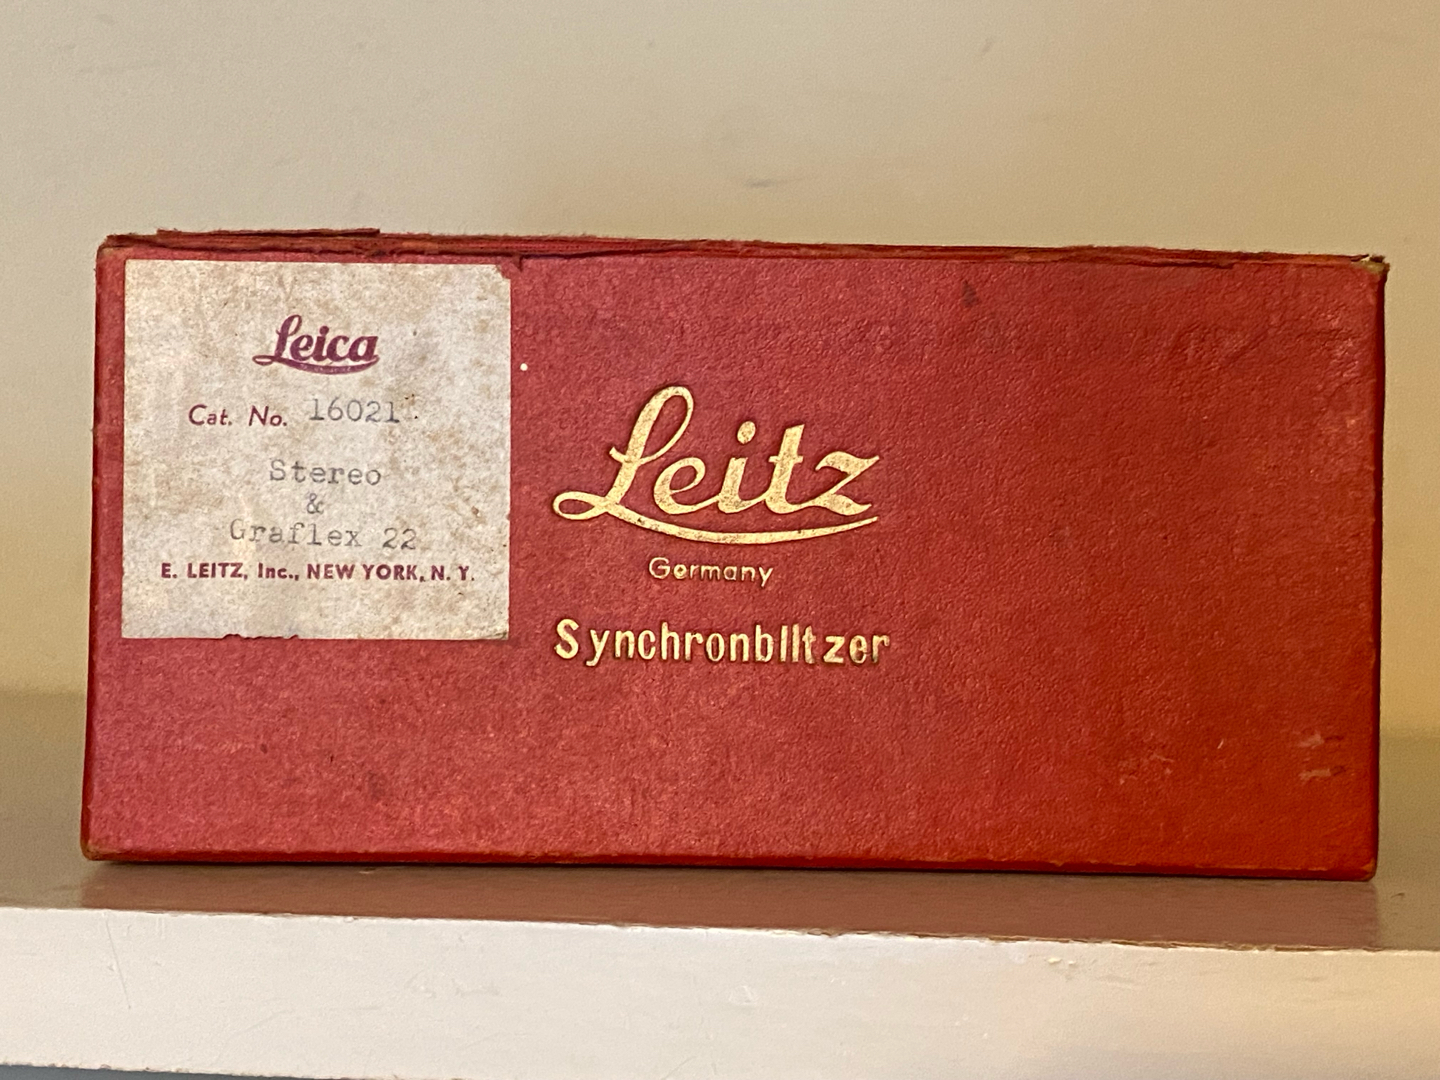 Leica
Cat. No. 16021
Stereo
&
Graflex 22
E. LEITZ, Inc., NEW YORK, N. Y.
Leitz
Germany
Synchronblitzer